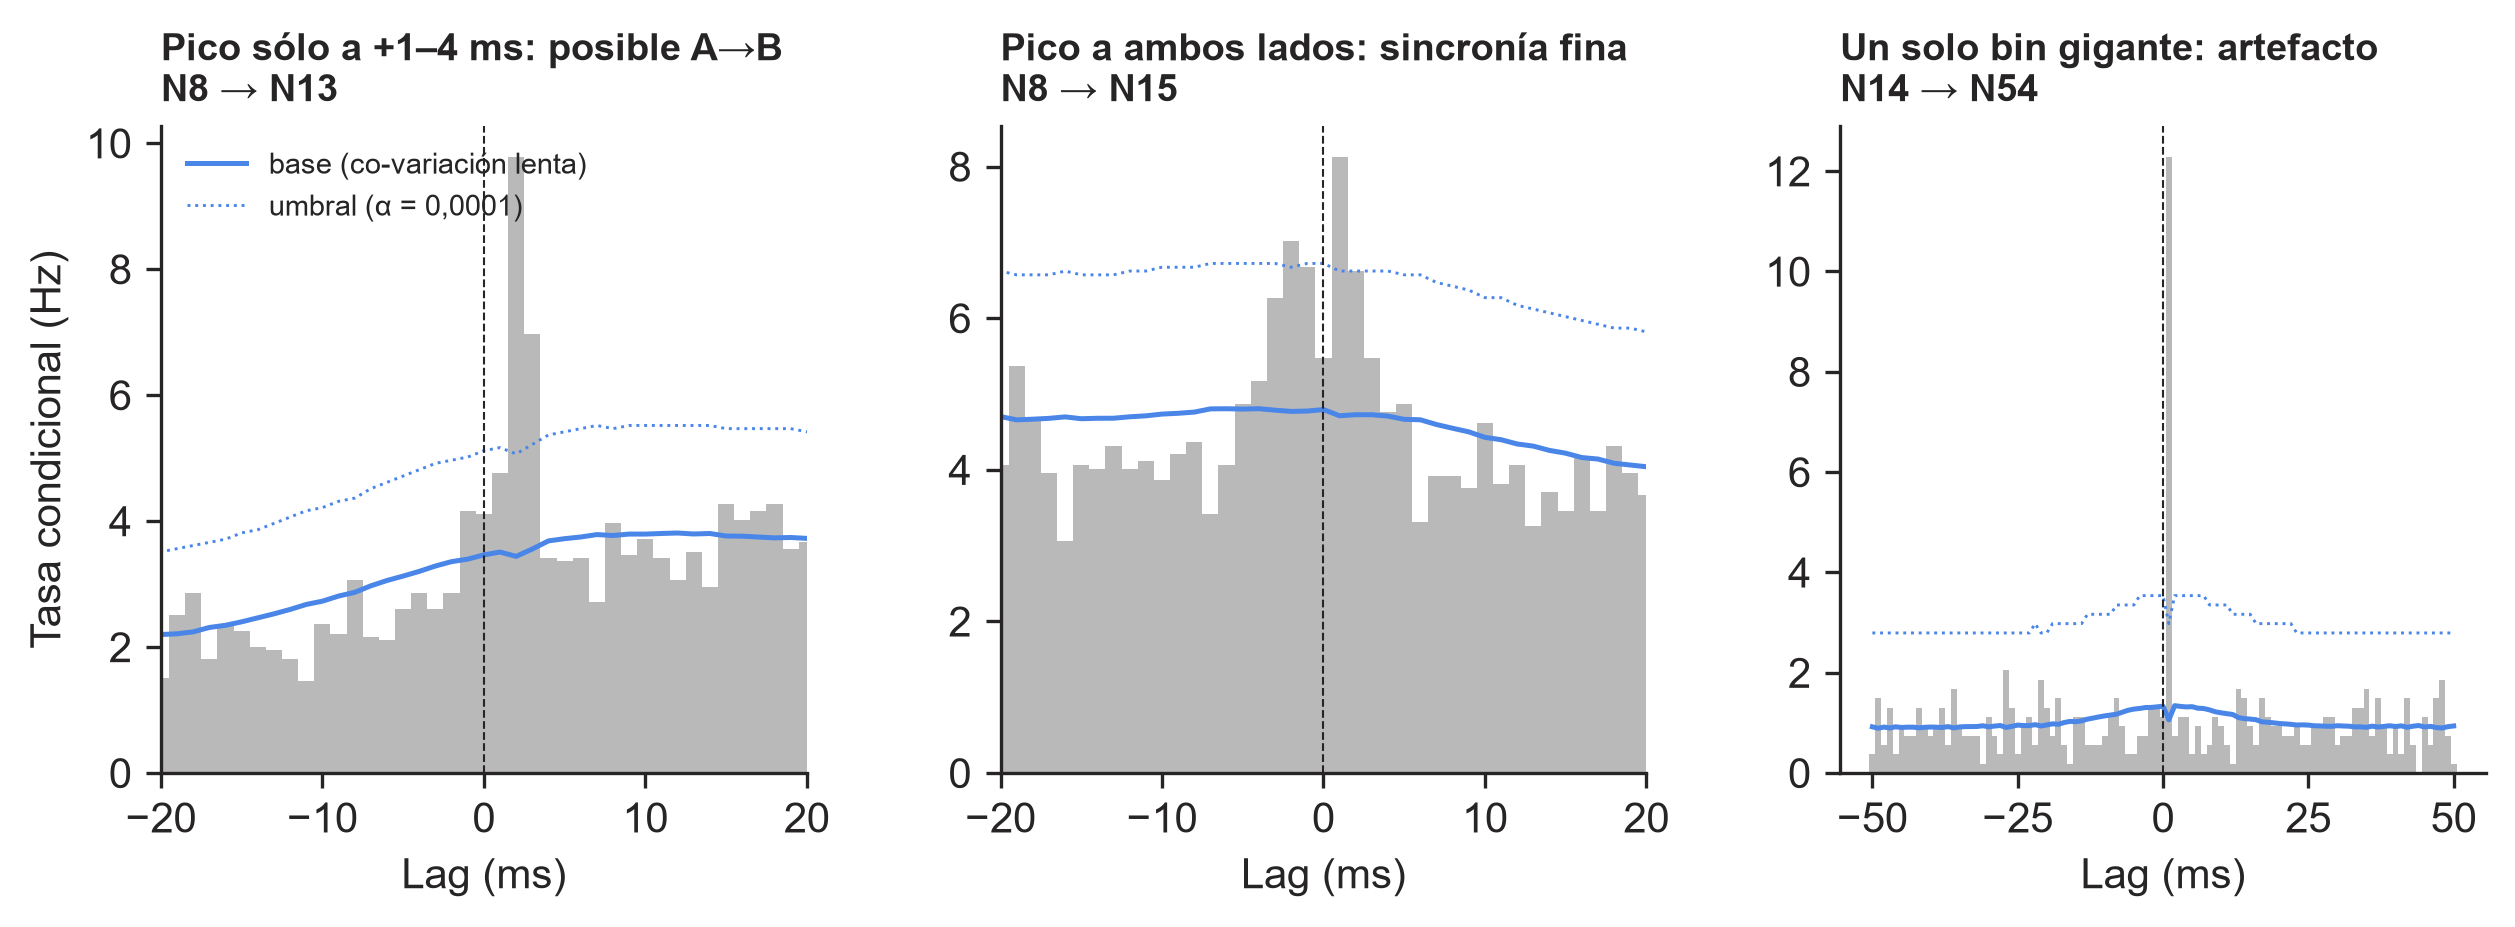 Pico sólo a +1–4 ms: posible A→B
N8 → N13
Pico a ambos lados: sincronía fina
N8 → N15
Un solo bin gigante: artefacto
N14 → N54
Tasa condicional (Hz)
10
8
6
4
2
0
base (co-variación lenta)
umbral (α = 0,0001)
−20
−10
0
10
20
Lag (ms)
8
6
4
2
0
−20
−10
0
10
20
Lag (ms)
12
10
8
6
4
2
0
−50
−25
0
25
50
Lag (ms)